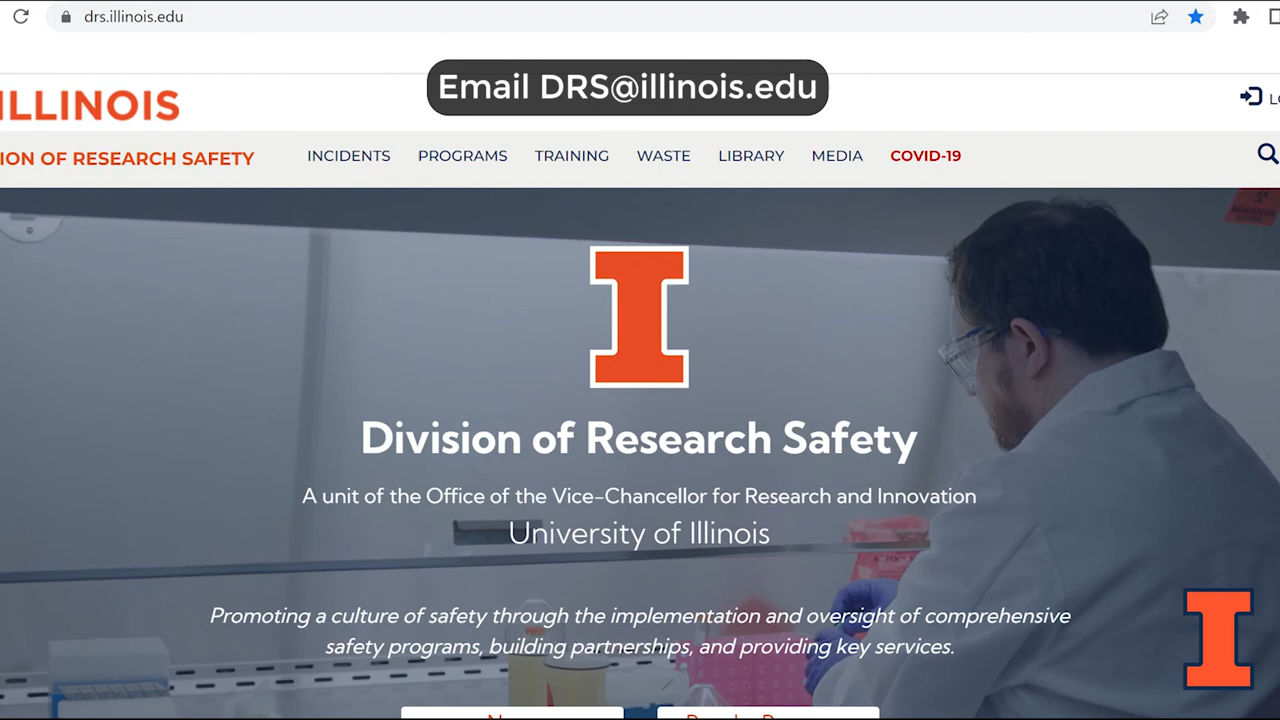 drs.illinois.edu
Email DRS@illinois.edu
ILLINOIS
ION OF RESEARCH SAFETY
INCIDENTS PROGRAMS TRAINING WASTE LIBRARY MEDIA COVID-19
I
Division of Research Safety
A unit of the Office of the Vice-Chancellor for Research and Innovation
University of Illinois
Promoting a culture of safety through the implementation and oversight of comprehensive
safety programs, building partnerships, and providing key services.
I